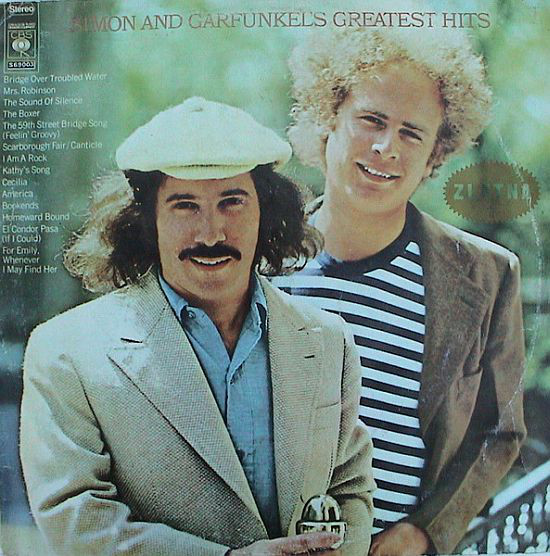 Stereo
SIMON AND GARFUNKEL'S GREATEST HITS
CBS
S69003
Bridge Over Troubled Water
Mrs. Robinson
The Sound Of Silence
The Boxer
The 59th Street Bridge Song
(Feelin' Groovy)
Scarborough Fair/Canticle
I Am A Rock
Kathy's Song
Cecilia
America
Bookends
Homeward Bound
El Condor Pasa
(If I Could)
For Emily,
Whenever
I May Find Her
ZLATNA